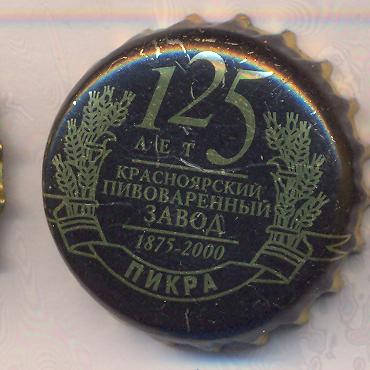 125
ЛЕТ
КРАСНОЯРСКИЙ
ПИВОВАРЕННЫЙ
ЗАВОД
1875-2000
ПИКРА